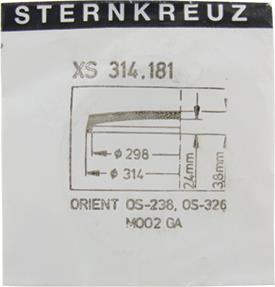 STERNKREUZ
XS 314.181
ø 298
ø 314
2.4mm
3.8mm
ORIENT OS-238, OS-326
M002 GA